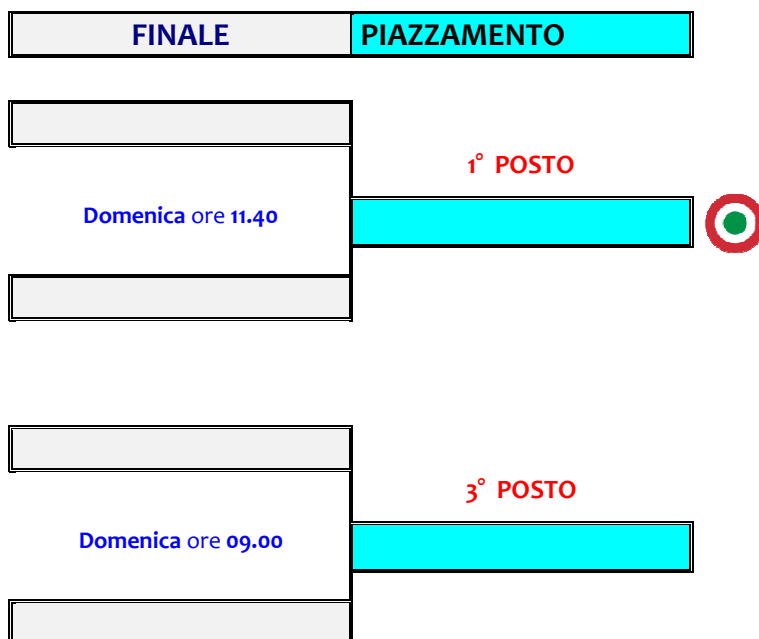 FINALE PIAZZAMENTO
1° POSTO
Domenica ore 11.40
3° POSTO
Domenica ore 09.00